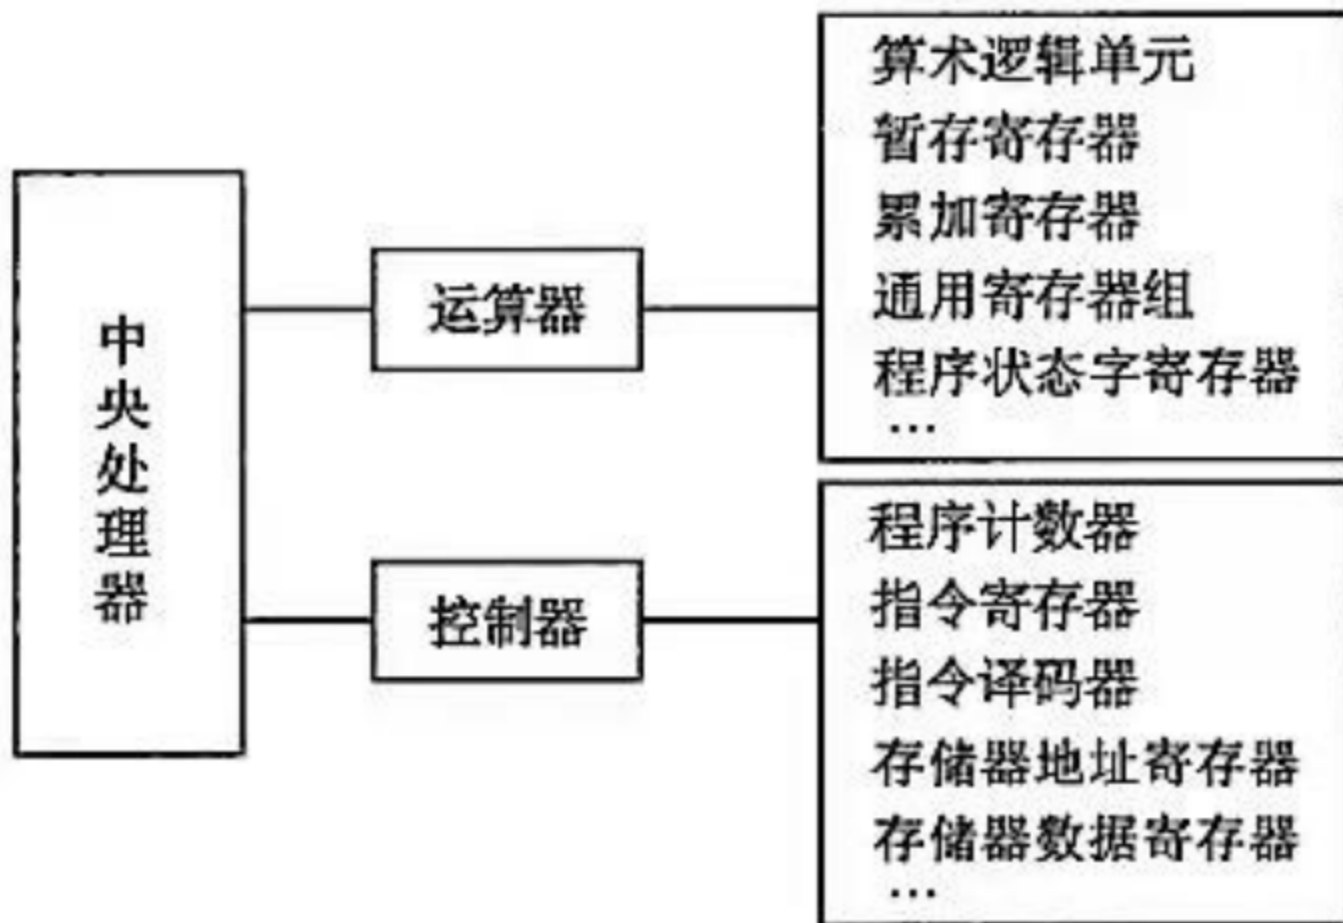 中央处理器
运算器
算术逻辑单元
暂存寄存器
累加寄存器
通用寄存器组
程序状态字寄存器
…
控制器
程序计数器
指令寄存器
指令译码器
存储器地址寄存器
存储器数据寄存器
…